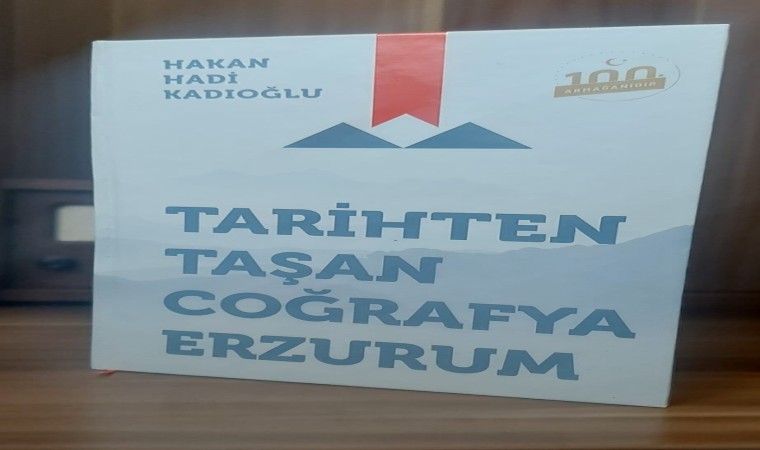 HAKAN
HADİ
KADIOĞLU
100.
ARMAĞANIDIR
TARİHTEN
TAŞAN
COĞRAFYA
ERZURUM